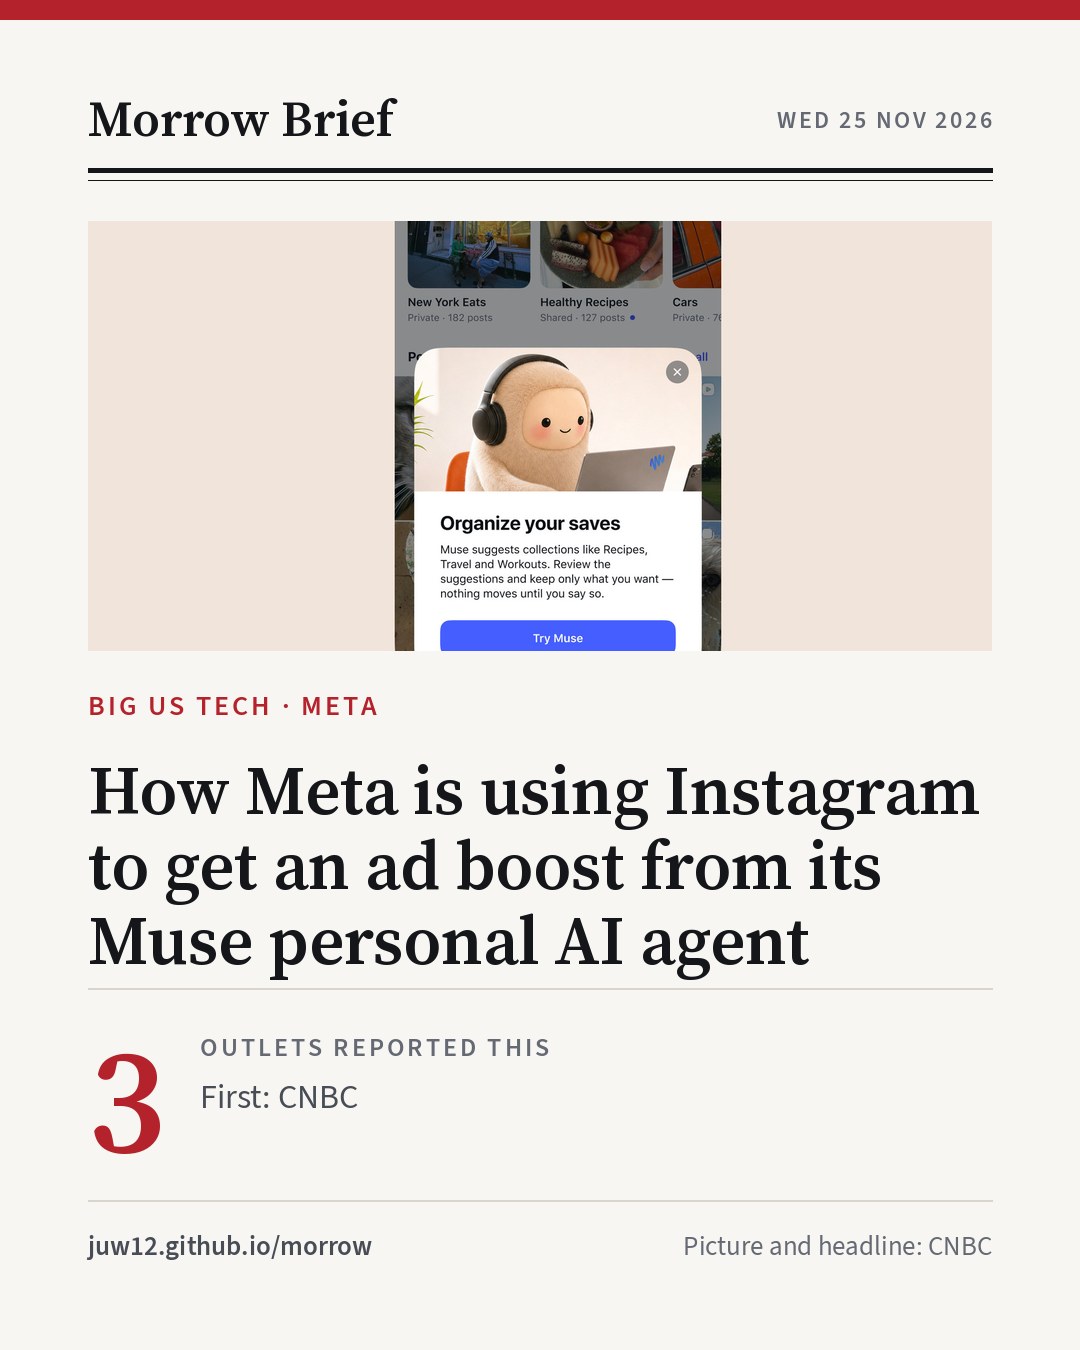 Morrow Brief
WED 25 NOV 2026
New York Eats
Private · 182 posts
Healthy Recipes
Shared · 127 posts
Cars
Private · 76
Organize your saves
Muse suggests collections like Recipes,
Travel and Workouts. Review the
suggestions and keep only what you want —
nothing moves until you say so.
Try Muse
BIG US TECH · META
How Meta is using Instagram
to get an ad boost from its
Muse personal AI agent
3
OUTLETS REPORTED THIS
First: CNBC
juw12.github.io/morrow
Picture and headline: CNBC